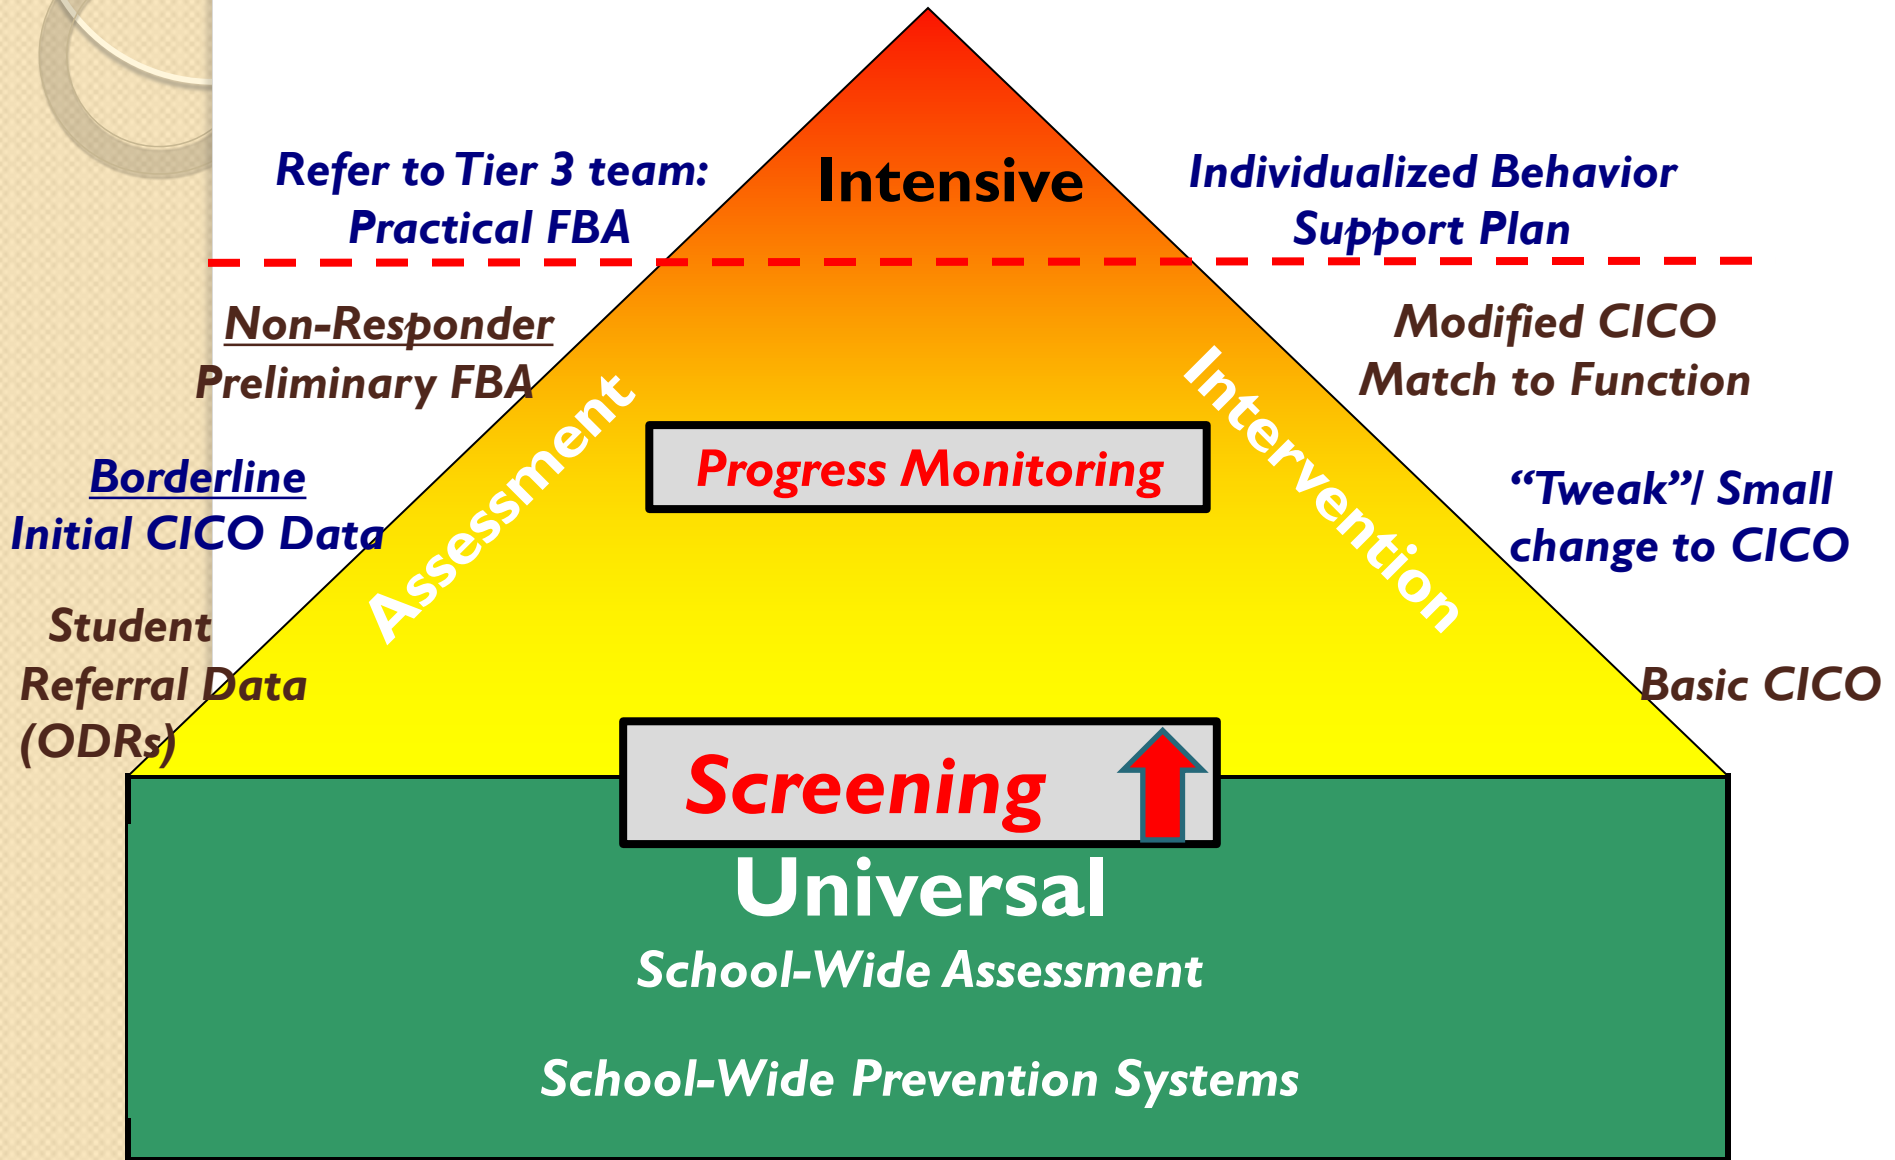 Intensive
Refer to Tier 3 team:
Practical FBA
Individualized Behavior
Support Plan
Non-Responder
Preliminary FBA
Modified CICO
Match to Function
Assessment
Intervention
Progress Monitoring
Borderline
Initial CICO Data
“Tweak”/ Small
change to CICO
Student
Referral Data
(ODRs)
Basic CICO
Screening
Universal
School-Wide Assessment
School-Wide Prevention Systems